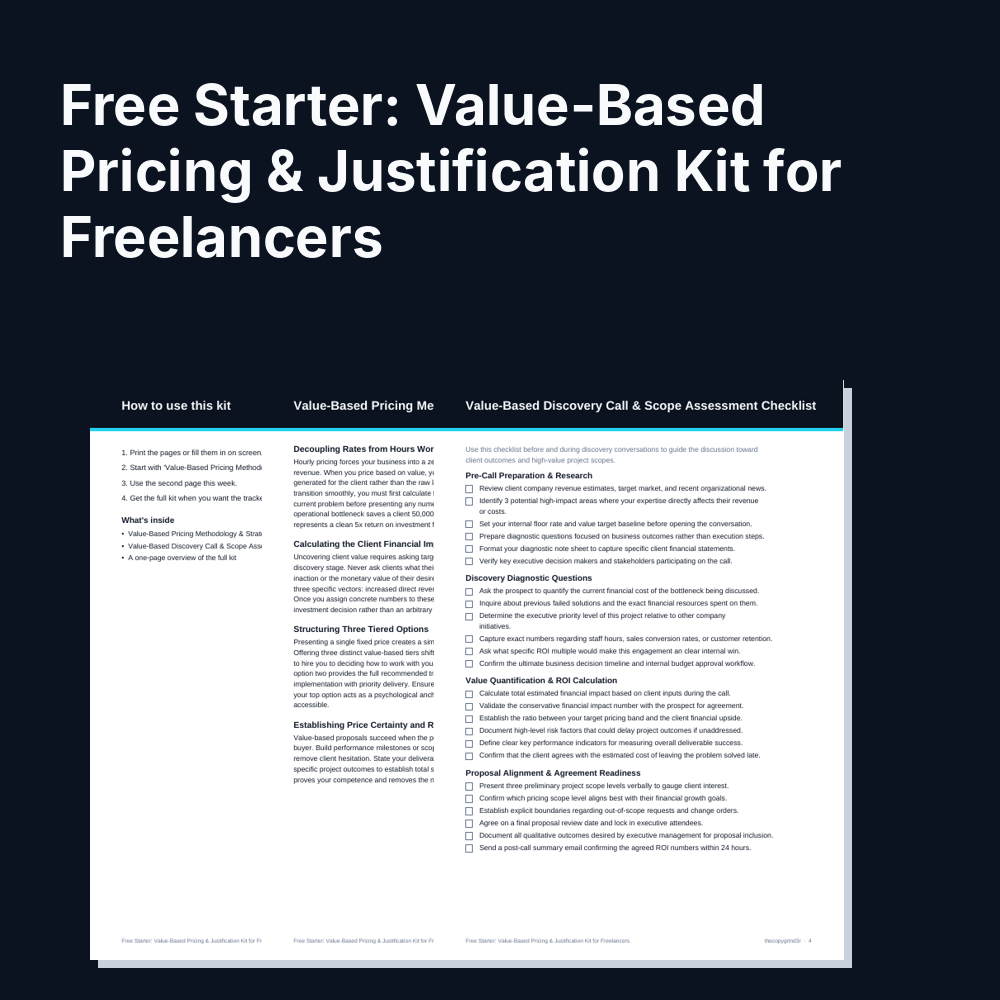 Free Starter: Value-Based
Pricing & Justification Kit for
Freelancers
How to use this kit
1. Print the pages or fill them in on screen
2. Start with 'Value-Based Pricing
3. Use the second page this week.
4. Get the full kit when you want the
What's inside
• Value-Based Pricing Methodology &
• Value-Based Discovery Call & Scope
• A one-page overview of the full kit
Free Starter: Value-Based Pricing & Justification Kit for
Value-Based Pricing
Decoupling Rates from Hours
Hourly pricing forces your business into a
revenue. When you price based on value,
generated for the client rather than the raw
transition smoothly, you must first calculate
current problem before presenting any
operational bottleneck saves a client 50,000
represents a clean 5x return on investment
Calculating the Client Financial
Uncovering client value requires asking
discovery stage. Never ask clients what
inaction or the monetary value of their
three specific vectors: increased direct
Once you assign concrete numbers to these
investment decision rather than an arbitrary
Structuring Three Tiered Options
Presenting a single fixed price creates a
Offering three distinct value-based tiers
to hire you to deciding how to work with you
option two provides the full recommended
implementation with priority delivery. Ensure
your top option acts as a psychological
accessible.
Establishing Price Certainty and
Value-based proposals succeed when the
buyer. Build performance milestones or
remove client hesitation. State your
specific project outcomes to establish total
proves your competence and removes the
Free Starter: Value-Based Pricing & Justification Kit for
Value-Based Discovery Call & Scope Assessment Checklist
Use this checklist before and during discovery conversations to guide the discussion toward
client outcomes and high-value project scopes.
Pre-Call Preparation & Research
Review client company revenue estimates, target market, and recent organizational news.
Identify 3 potential high-impact areas where your expertise directly affects their revenue
or costs.
Set your internal floor rate and value target baseline before opening the conversation.
Prepare diagnostic questions focused on business outcomes rather than execution steps.
Format your diagnostic note sheet to capture specific client financial statements.
Verify key executive decision makers and stakeholders participating on the call.
Discovery Diagnostic Questions
Ask the prospect to quantify the current financial cost of the bottleneck being discussed.
Inquire about previous failed solutions and the exact financial resources spent on them.
Determine the executive priority level of this project relative to other company
initiatives.
Capture exact numbers regarding staff hours, sales conversion rates, or customer retention.
Ask what specific ROI multiple would make this engagement an clear internal win.
Confirm the ultimate business decision timeline and internal budget approval workflow.
Value Quantification & ROI Calculation
Calculate total estimated financial impact based on client inputs during the call.
Validate the conservative financial impact number with the prospect for agreement.
Establish the ratio between your target pricing band and the client financial upside.
Document high-level risk factors that could delay project outcomes if unaddressed.
Define clear key performance indicators for measuring overall deliverable success.
Confirm that the client agrees with the estimated cost of leaving the problem solved late.
Proposal Alignment & Agreement Readiness
Present three preliminary project scope levels verbally to gauge client interest.
Confirm which pricing scope level aligns best with their financial growth goals.
Establish explicit boundaries regarding out-of-scope requests and change orders.
Agree on a final proposal review date and lock in executive attendees.
Document all qualitative outcomes desired by executive management for proposal inclusion.
Send a post-call summary email confirming the agreed ROI numbers within 24 hours.
Free Starter: Value-Based Pricing & Justification Kit for Freelancers
· 4